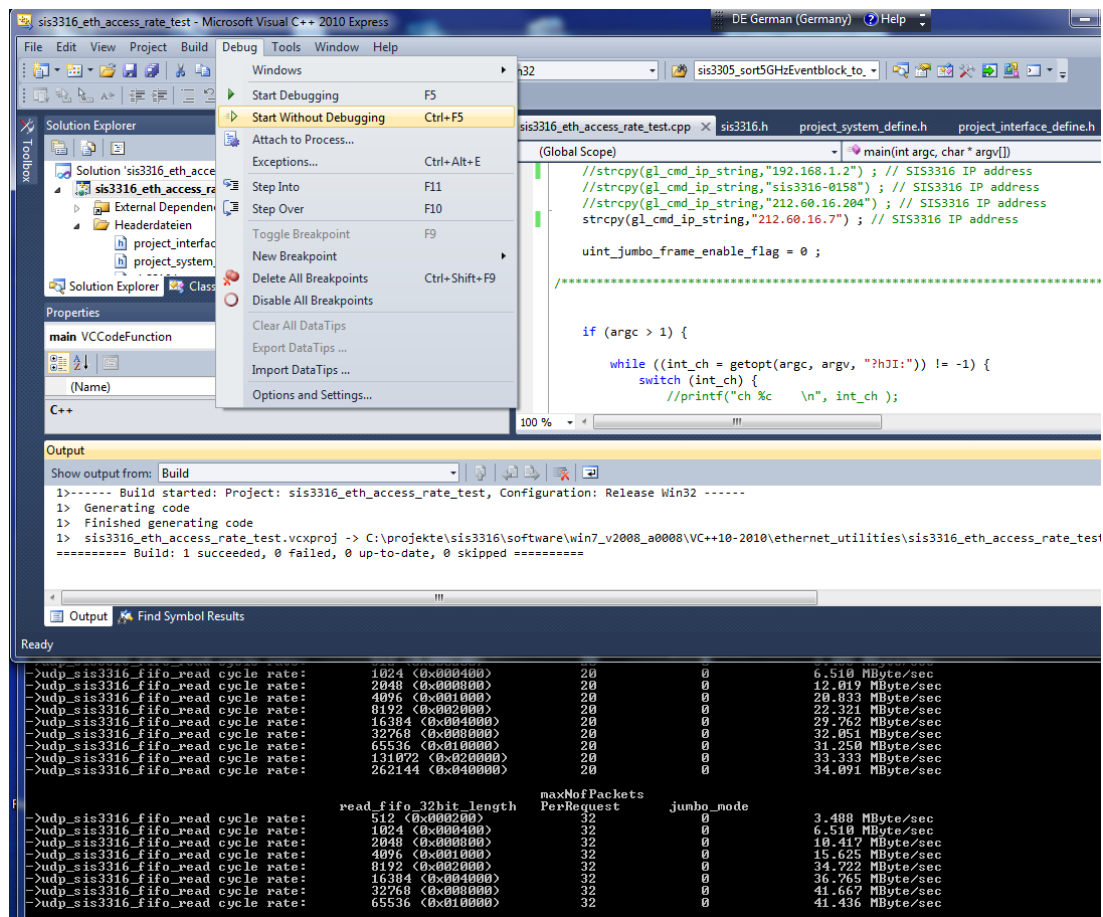 sis3316_eth_access_rate_test - Microsoft Visual C++ 2010 Express
DE German (Germany) ? Help
File Edit View Project Build Debug Tools Window Help
n32
sis3305_sort5GHzEventblock_to_
Windows
Start Debugging F5
Start Without Debugging Ctrl+F5
Attach to Process...
Exceptions... Ctrl+Alt+E
Step Into F11
Step Over F10
Toggle Breakpoint F9
New Breakpoint
Delete All Breakpoints Ctrl+Shift+F9
Disable All Breakpoints
Clear All DataTips
Export DataTips ...
Import DataTips ...
Options and Settings...
Toolbox
Solution Explorer
Solution 'sis3316_eth_acce
sis3316_eth_access_ra
External Dependen
Headerdateien
project_interfac
project_system_
Solution Explorer Class
Properties
main VCCodeFunction
(Name)
C++
sis3316_eth_access_rate_test.cpp sis3316.h project_system_define.h project_interface_define.h
(Global Scope) main(int argc, char * argv[])
//strcpy(gl_cmd_ip_string,"192.168.1.2") ; // SIS3316 IP address
//strcpy(gl_cmd_ip_string,"sis3316-0158") ; // SIS3316 IP address
//strcpy(gl_cmd_ip_string,"212.60.16.204") ; // SIS3316 IP address
strcpy(gl_cmd_ip_string,"212.60.16.7") ; // SIS3316 IP address
uint_jumbo_frame_enable_flag = 0 ;
if (argc > 1) {
while ((int_ch = getopt(argc, argv, "?hJI:")) != -1) {
switch (int_ch) {
//printf("ch %c \n", int_ch );
100 %
Output
Show output from: Build
1>------ Build started: Project: sis3316_eth_access_rate_test, Configuration: Release Win32 ------
1> Generating code
1> Finished generating code
1> sis3316_eth_access_rate_test.vcxproj -> C:\projekte\sis3316\software\win7_v2008_a0008\VC++10-2010\ethernet_utilities\sis3316_eth_access_rate_test
========== Build: 1 succeeded, 0 failed, 0 up-to-date, 0 skipped ==========
Output Find Symbol Results
Ready
->udp_sis3316_fifo_read cycle rate: 1024 (0x000400) 20 0 6.510 MByte/sec
->udp_sis3316_fifo_read cycle rate: 2048 (0x000800) 20 0 12.019 MByte/sec
->udp_sis3316_fifo_read cycle rate: 4096 (0x001000) 20 0 20.833 MByte/sec
->udp_sis3316_fifo_read cycle rate: 8192 (0x002000) 20 0 22.321 MByte/sec
->udp_sis3316_fifo_read cycle rate: 16384 (0x004000) 20 0 29.762 MByte/sec
->udp_sis3316_fifo_read cycle rate: 32768 (0x008000) 20 0 32.051 MByte/sec
->udp_sis3316_fifo_read cycle rate: 65536 (0x010000) 20 0 31.250 MByte/sec
->udp_sis3316_fifo_read cycle rate: 131072 (0x020000) 20 0 33.333 MByte/sec
->udp_sis3316_fifo_read cycle rate: 262144 (0x040000) 20 0 34.091 MByte/sec
maxNofPackets
read_fifo_32bit_length PerRequest jumbo_mode
->udp_sis3316_fifo_read cycle rate: 512 (0x000200) 32 0 3.488 MByte/sec
->udp_sis3316_fifo_read cycle rate: 1024 (0x000400) 32 0 6.510 MByte/sec
->udp_sis3316_fifo_read cycle rate: 2048 (0x000800) 32 0 10.417 MByte/sec
->udp_sis3316_fifo_read cycle rate: 4096 (0x001000) 32 0 15.625 MByte/sec
->udp_sis3316_fifo_read cycle rate: 8192 (0x002000) 32 0 34.722 MByte/sec
->udp_sis3316_fifo_read cycle rate: 16384 (0x004000) 32 0 36.765 MByte/sec
->udp_sis3316_fifo_read cycle rate: 32768 (0x008000) 32 0 41.667 MByte/sec
->udp_sis3316_fifo_read cycle rate: 65536 (0x010000) 32 0 41.436 MByte/sec